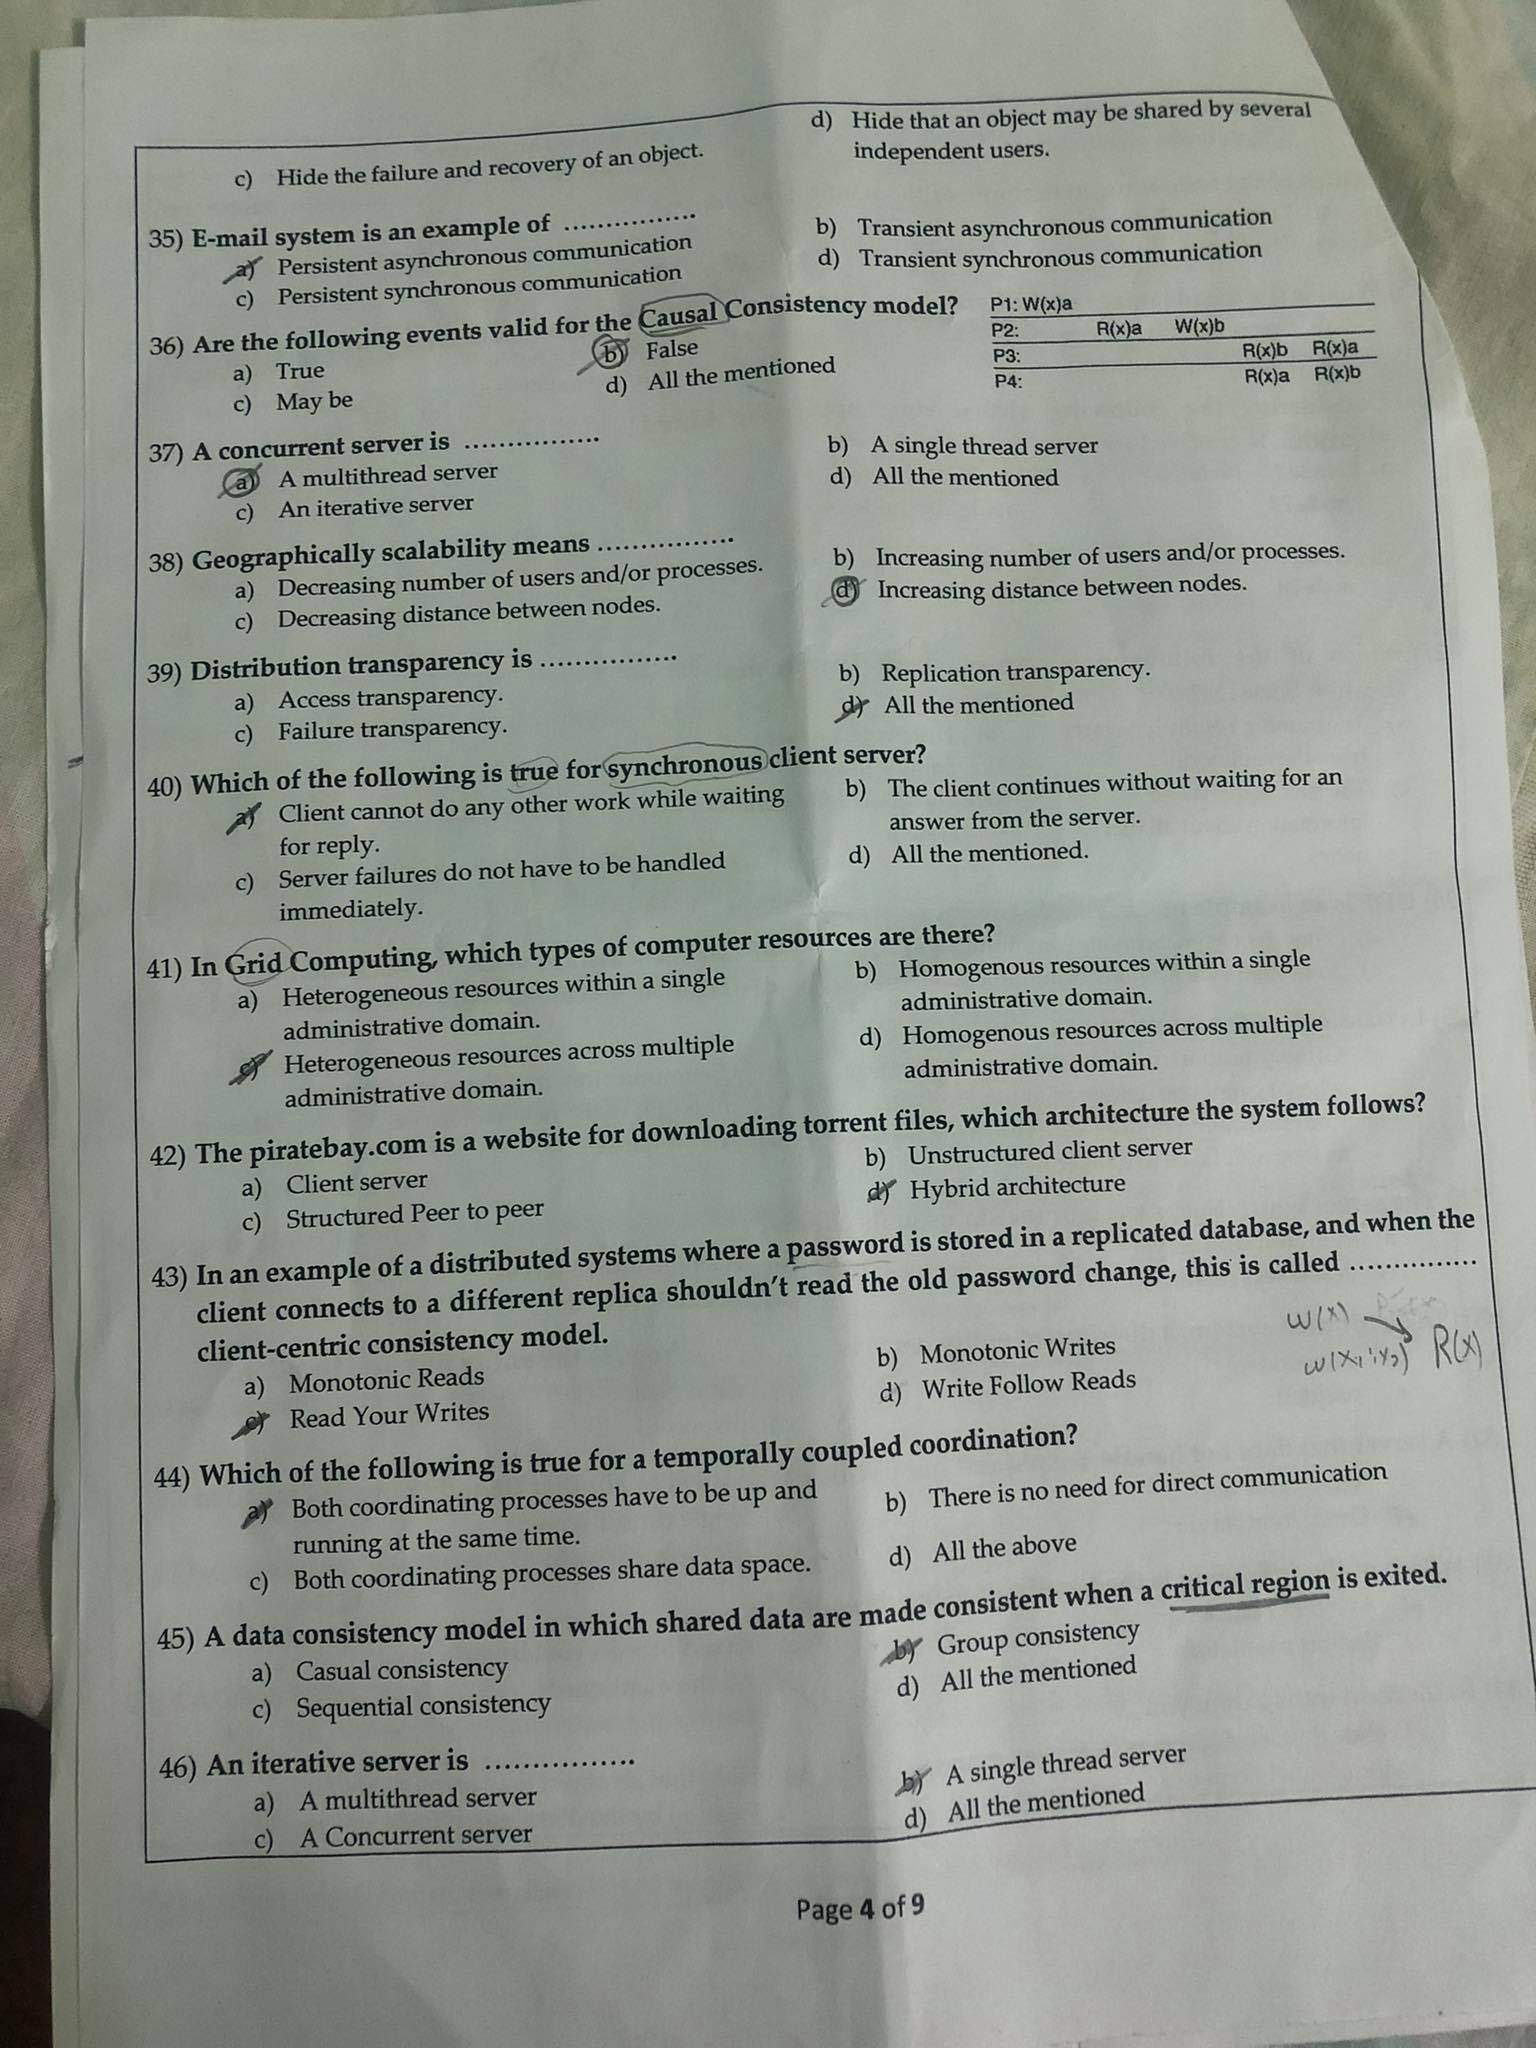 c) Hide the failure and recovery of an object.
d) Hide that an object may be shared by several
independent users.
35) E-mail system is an example of ................
a) Persistent asynchronous communication
b) Transient asynchronous communication
c) Persistent synchronous communication
d) Transient synchronous communication
36) Are the following events valid for the Causal Consistency model?
a) True
b) False
c) May be
d) All the mentioned
P1: W(x)a
P2: R(x)a W(x)b
P3: R(x)b R(x)a
P4: R(x)a R(x)b
37) A concurrent server is ................
a) A multithread server
b) A single thread server
c) An iterative server
d) All the mentioned
38) Geographically scalability means ................
a) Decreasing number of users and/or processes.
b) Increasing number of users and/or processes.
c) Decreasing distance between nodes.
d) Increasing distance between nodes.
39) Distribution transparency is ................
a) Access transparency.
b) Replication transparency.
c) Failure transparency.
d) All the mentioned
40) Which of the following is true for synchronous client server?
a) Client cannot do any other work while waiting
for reply.
b) The client continues without waiting for an
answer from the server.
c) Server failures do not have to be handled
immediately.
d) All the mentioned.
41) In Grid Computing, which types of computer resources are there?
a) Heterogeneous resources within a single
administrative domain.
b) Homogenous resources within a single
administrative domain.
c) Heterogeneous resources across multiple
administrative domain.
d) Homogenous resources across multiple
administrative domain.
42) The piratebay.com is a website for downloading torrent files, which architecture the system follows?
a) Client server
b) Unstructured client server
c) Structured Peer to peer
d) Hybrid architecture
43) In an example of a distributed systems where a password is stored in a replicated database, and when the
client connects to a different replica shouldn't read the old password change, this is called ...............
client-centric consistency model.
a) Monotonic Reads
b) Monotonic Writes
c) Read Your Writes
d) Write Follow Reads
W(x)
W(x₁;x₂) R(x)
44) Which of the following is true for a temporally coupled coordination?
a) Both coordinating processes have to be up and
running at the same time.
b) There is no need for direct communication
c) Both coordinating processes share data space.
d) All the above
45) A data consistency model in which shared data are made consistent when a critical region is exited.
a) Casual consistency
b) Group consistency
c) Sequential consistency
d) All the mentioned
46) An iterative server is ................
a) A multithread server
b) A single thread server
c) A Concurrent server
d) All the mentioned
Page 4 of 9